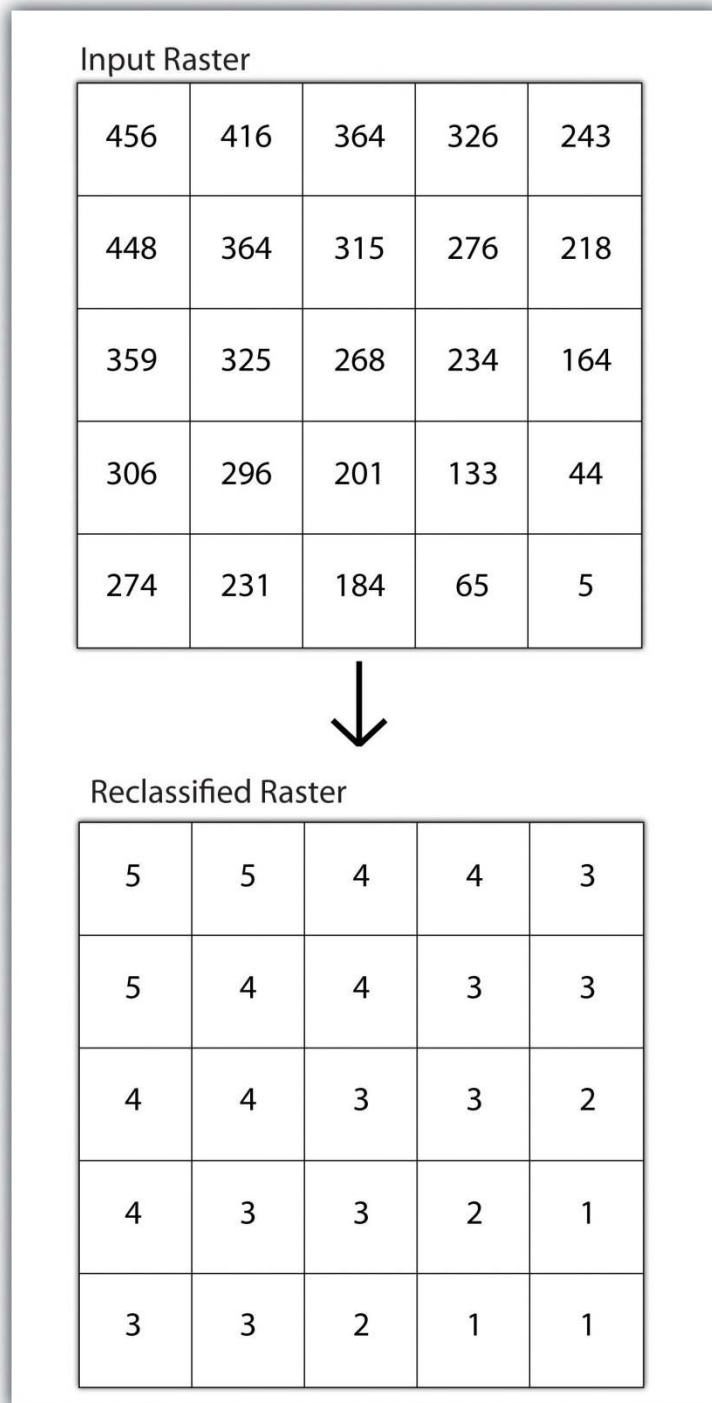 Input Raster
456 416 364 326 243
448 364 315 276 218
359 325 268 234 164
306 296 201 133 44
274 231 184 65 5
Reclassified Raster
5 5 4 4 3
5 4 4 3 3
4 4 3 3 2
4 3 3 2 1
3 3 2 1 1